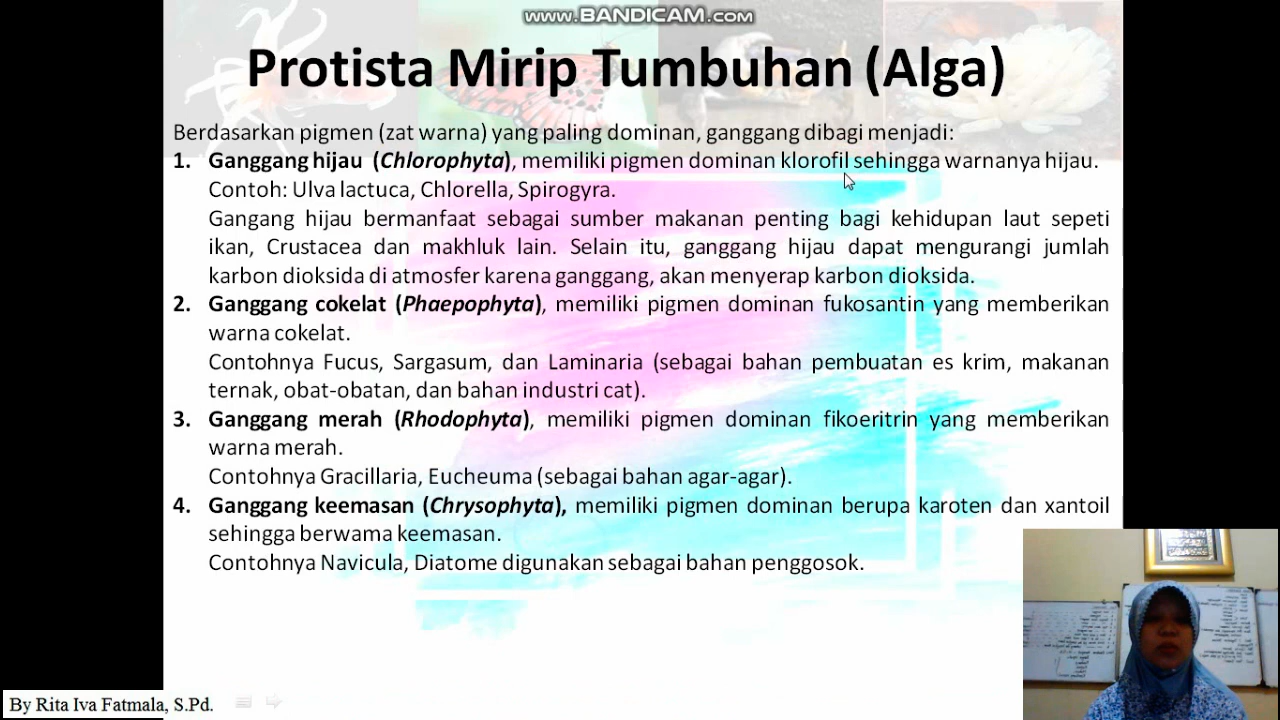 www.BANDICAM.com
Protista Mirip Tumbuhan (Alga)
Berdasarkan pigmen (zat warna) yang paling dominan, ganggang dibagi menjadi:
1. Ganggang hijau (Chlorophyta), memiliki pigmen dominan klorofil sehingga warnanya hijau.
Contoh: Ulva lactuca, Chlorella, Spirogyra.
Gangang hijau bermanfaat sebagai sumber makanan penting bagi kehidupan laut sepeti
ikan, Crustacea dan makhluk lain. Selain itu, ganggang hijau dapat mengurangi jumlah
karbon dioksida di atmosfer karena ganggang, akan menyerap karbon dioksida.
2. Ganggang cokelat (Phaepophyta), memiliki pigmen dominan fukosantin yang memberikan
warna cokelat.
Contohnya Fucus, Sargasum, dan Laminaria (sebagai bahan pembuatan es krim, makanan
ternak, obat-obatan, dan bahan industri cat).
3. Ganggang merah (Rhodophyta), memiliki pigmen dominan fikoeritrin yang memberikan
warna merah.
Contohnya Gracillaria, Eucheuma (sebagai bahan agar-agar).
4. Ganggang keemasan (Chrysophyta), memiliki pigmen dominan berupa karoten dan xantoil
sehingga berwama keemasan.
Contohnya Navicula, Diatome digunakan sebagai bahan penggosok.
By Rita Iva Fatmala, S.Pd.